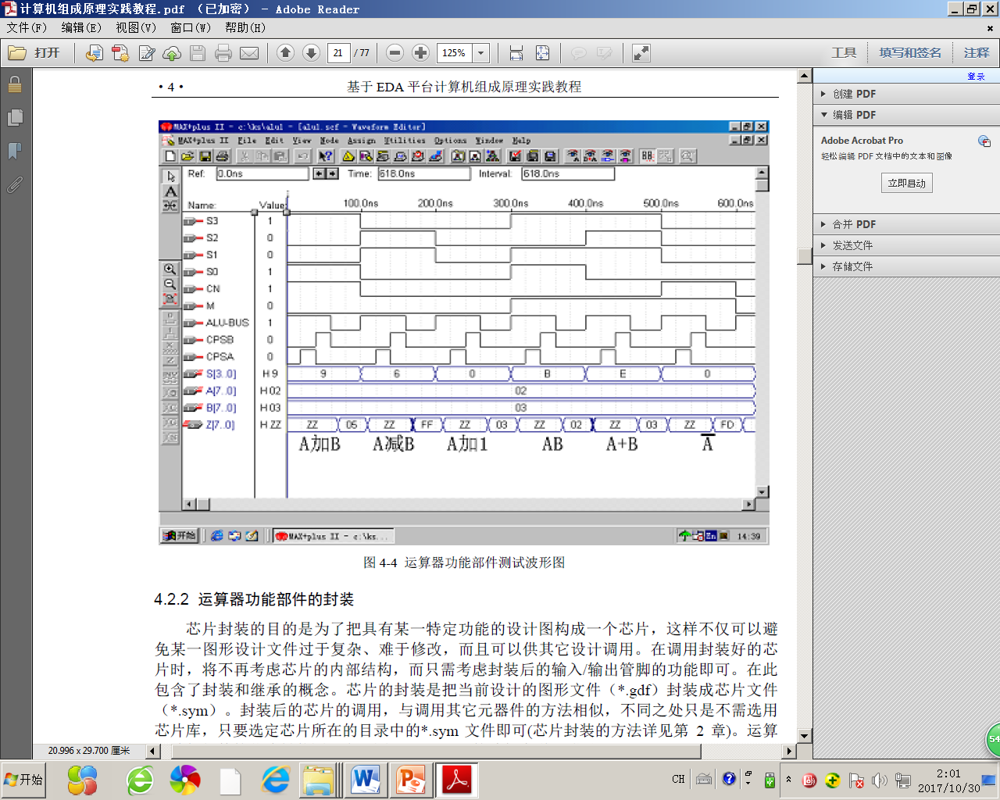 计算机组成原理实践教程.pdf （已加密） - Adobe Reader
文件(F) 编辑(E) 视图(V) 窗口(W) 帮助(H)
打开 21 / 77 125% 工具 填写和签名 注释
登录
创建 PDF
编辑 PDF
Adobe Acrobat Pro
轻松编辑 PDF 文档中的文本和图像
立即启动
合并 PDF
发送文件
存储文件
·4· 基于 EDA 平台计算机组成原理实践教程
MAX+plus II - c:\ks\alu1 - [alu1.scf - Waveform Editor]
MAX+plus II File Edit View Node Assign Utilities Options Window Help
Ref: 0.0ns Time: 618.0ns Interval: 618.0ns
Name: Value: 100.0ns 200.0ns 300.0ns 400.0ns 500.0ns 600.0ns
S3 1
S2 0
S1 0
S0 1
CN 1
M 0
ALU-BUS 1
CPSB 0
CPSA 0
S[3..0] H 9 9 6 0 B E 0
A[7..0] H 02 02
B[7..0] H 03 03
Z[7..0] H ZZ ZZ 05 ZZ FF ZZ 03 ZZ 02 ZZ 03 ZZ FD
A加B A减B A加1 AB A+B A̅
开始 MAX+plus II - c:\ks... En 14:39
图 4-4 运算器功能部件测试波形图
4.2.2 运算器功能部件的封装
芯片封装的目的是为了把具有某一特定功能的设计图构成一个芯片，这样不仅可以避
免某一图形设计文件过于复杂、难于修改，而且可以供其它设计调用。在调用封装好的芯
片时，将不再考虑芯片的内部结构，而只需考虑封装后的输入/输出管脚的功能即可。在此
包含了封装和继承的概念。芯片的封装是把当前设计的图形文件（*.gdf）封装成芯片文件
（*.sym）。封装后的芯片的调用，与调用其它元器件的方法相似，不同之处只是不需选用
芯片库，只要选定芯片所在的目录中的*.sym 文件即可(芯片封装的方法详见第 2 章)。运算
20.996 x 29.700 厘米
54
开始 CH 2:01
2017/10/30